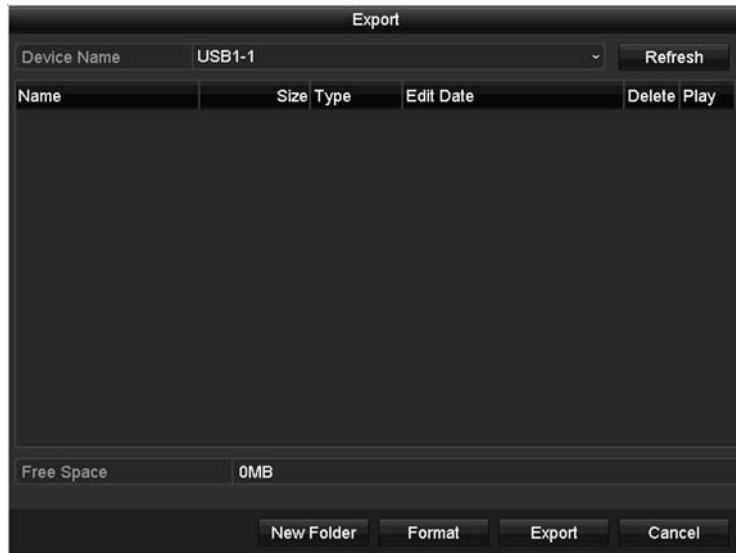 Export
Device Name USB1-1 Refresh
Name Size Type Edit Date Delete Play
Free Space 0MB
New Folder Format Export Cancel